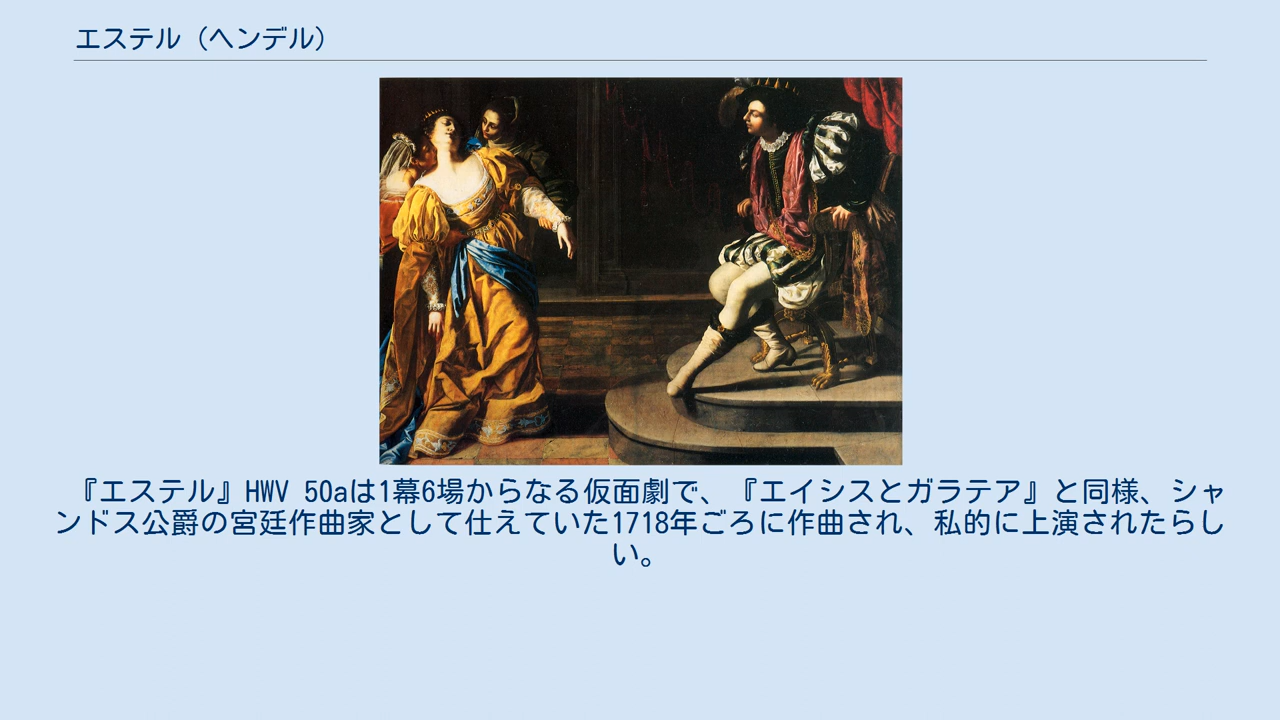 エステル（ヘンデル）
『エステル』HWV 50aは1幕6場からなる仮面劇で、『エイシスとガラテア』と同様、シャ
ンドス公爵の宮廷作曲家として仕えていた1718年ごろに作曲され、私的に上演されたらし
い。